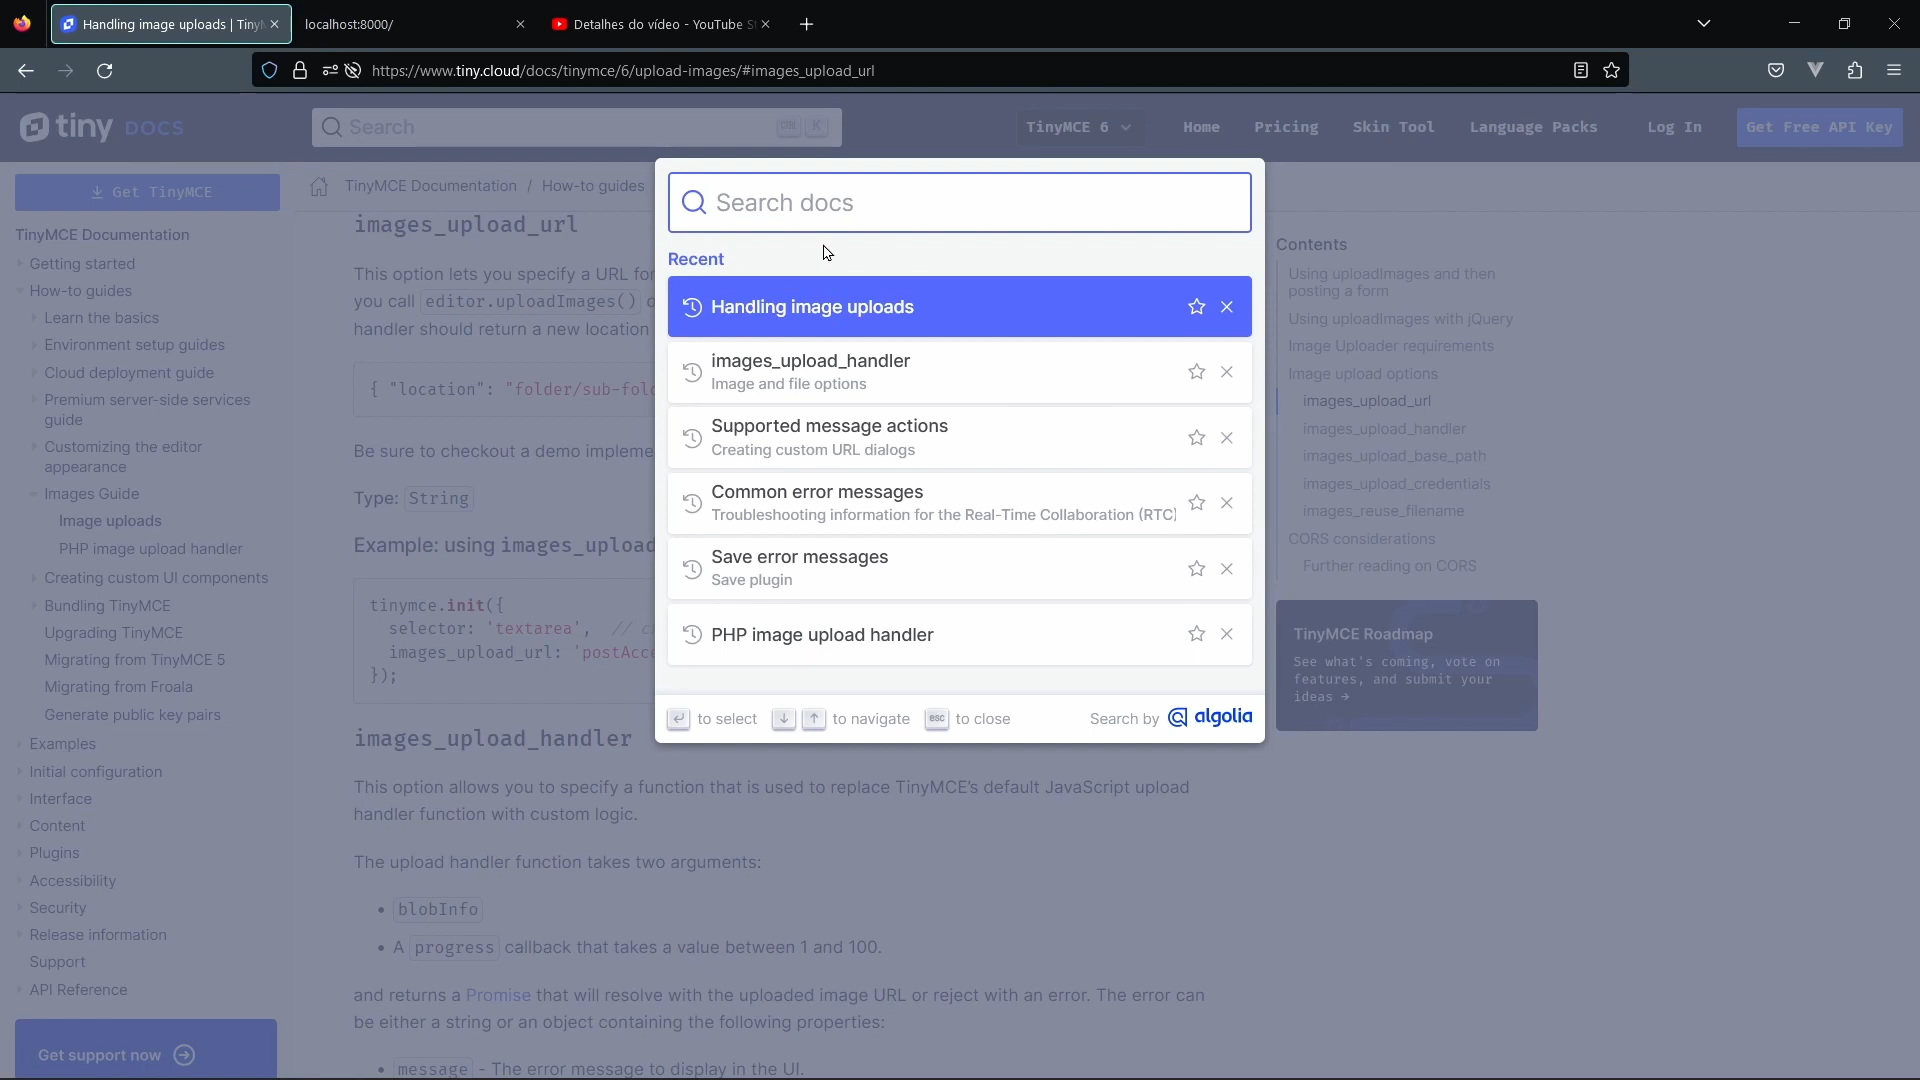 Handling image uploads | Tiny
localhost:8000/
Detalhes do vídeo - YouTube S
https://www.tiny.cloud/docs/tinymce/6/upload-images/#images_upload_url
tiny DOCS
Search
Ctrl K
TinyMCE 6
Home
Pricing
Skin Tool
Language Packs
Log In
Get Free API Key
Get TinyMCE
TinyMCE Documentation
Getting started
How-to guides
Learn the basics
Environment setup guides
Cloud deployment guide
Premium server-side services
guide
Customizing the editor
appearance
Images Guide
Image uploads
PHP image upload handler
Creating custom UI components
Bundling TinyMCE
Upgrading TinyMCE
Migrating from TinyMCE 5
Migrating from Froala
Generate public key pairs
Examples
Initial configuration
Interface
Content
Plugins
Accessibility
Security
Release information
Support
API Reference
Get support now
TinyMCE Documentation / How-to guides
images_upload_url
This option lets you specify a URL for
you call editor.uploadImages()
handler should return a new location
{ "location": "folder/sub-fold
Be sure to checkout a demo impleme
Type: String
Example: using images_upload
tinymce.init({
selector: 'textarea', //
images_upload_url: 'postAcce
});
images_upload_handler
This option allows you to specify a function that is used to replace TinyMCE's default JavaScript upload
handler function with custom logic.
The upload handler function takes two arguments:
• blobInfo
• A progress callback that takes a value between 1 and 100.
and returns a Promise that will resolve with the uploaded image URL or reject with an error. The error can
be either a string or an object containing the following properties:
• message - The error message to display in the UI.
Search docs
Recent
Handling image uploads
images_upload_handler
Image and file options
Supported message actions
Creating custom URL dialogs
Common error messages
Troubleshooting information for the Real-Time Collaboration (RTC)
Save error messages
Save plugin
PHP image upload handler
to select
to navigate
esc to close
Search by algolia
Contents
Using uploadImages and then
posting a form
Using uploadImages with jQuery
Image Uploader requirements
Image upload options
images_upload_url
images_upload_handler
images_upload_base_path
images_upload_credentials
images_reuse_filename
CORS considerations
Further reading on CORS
TinyMCE Roadmap
See what's coming, vote on
features, and submit your
ideas →